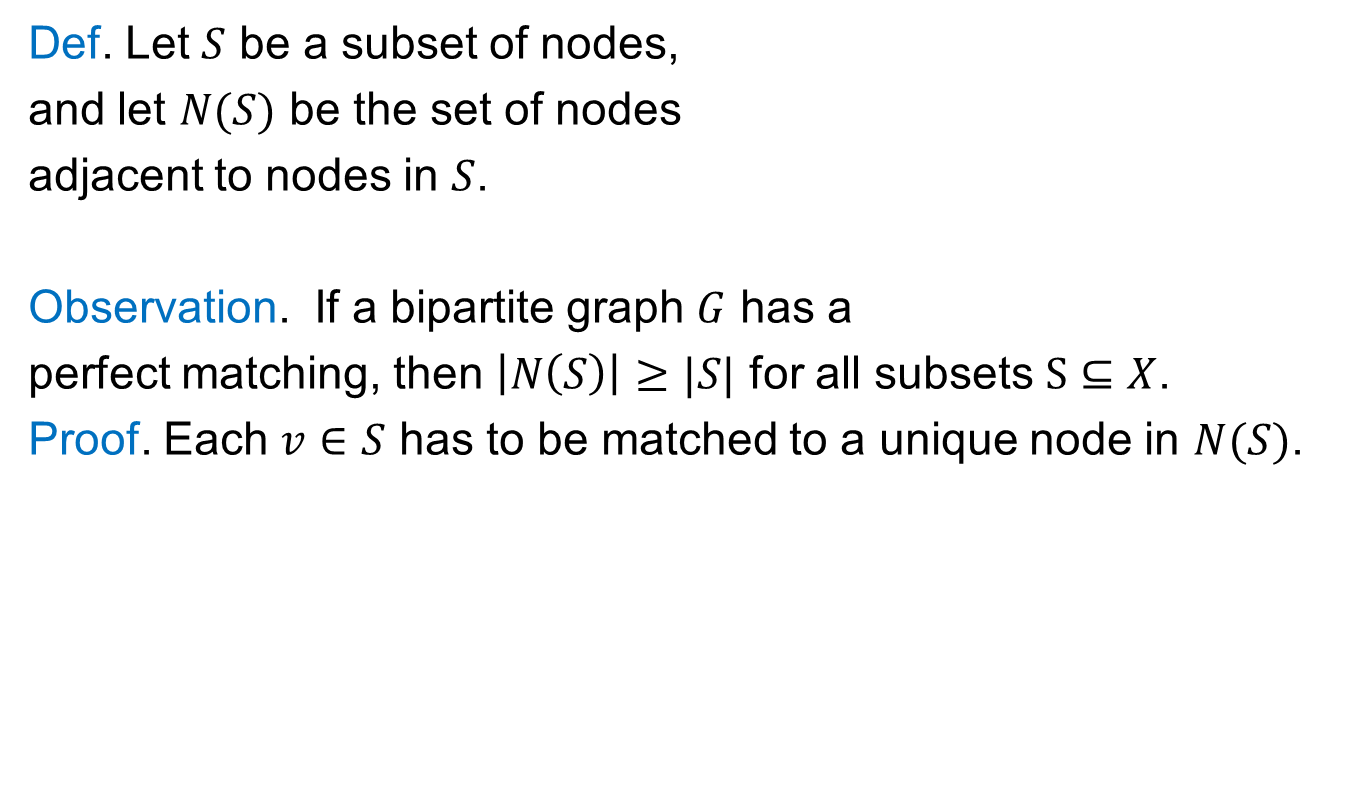 Def. Let 𝑆 be a subset of nodes,
and let 𝑁(𝑆) be the set of nodes
adjacent to nodes in 𝑆.
Observation. If a bipartite graph 𝐺 has a
perfect matching, then |𝑁(𝑆)| ≥ |𝑆| for all subsets S ⊆ 𝑋.
Proof. Each 𝑣 ∈ 𝑆 has to be matched to a unique node in 𝑁(𝑆).